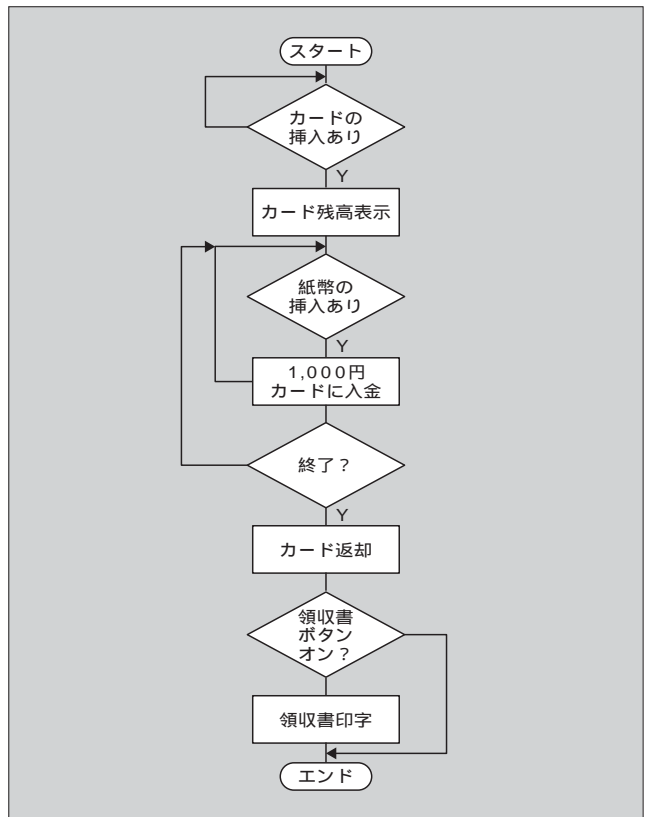 スタート
カードの
挿入あり
Y
カード残高表示
紙幣の
挿入あり
Y
1,000円
カードに入金
終了?
Y
カード返却
領収書
ボタン
オン?
領収書印字
エンド